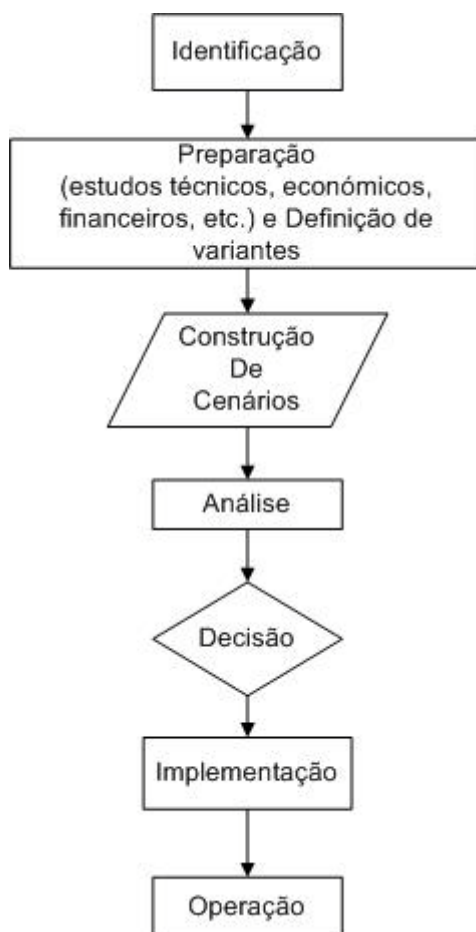 Identificação
Preparação
(estudos técnicos, económicos,
financeiros, etc.) e Definição de
variantes
Construção
De
Cenários
Análise
Decisão
Implementação
Operação